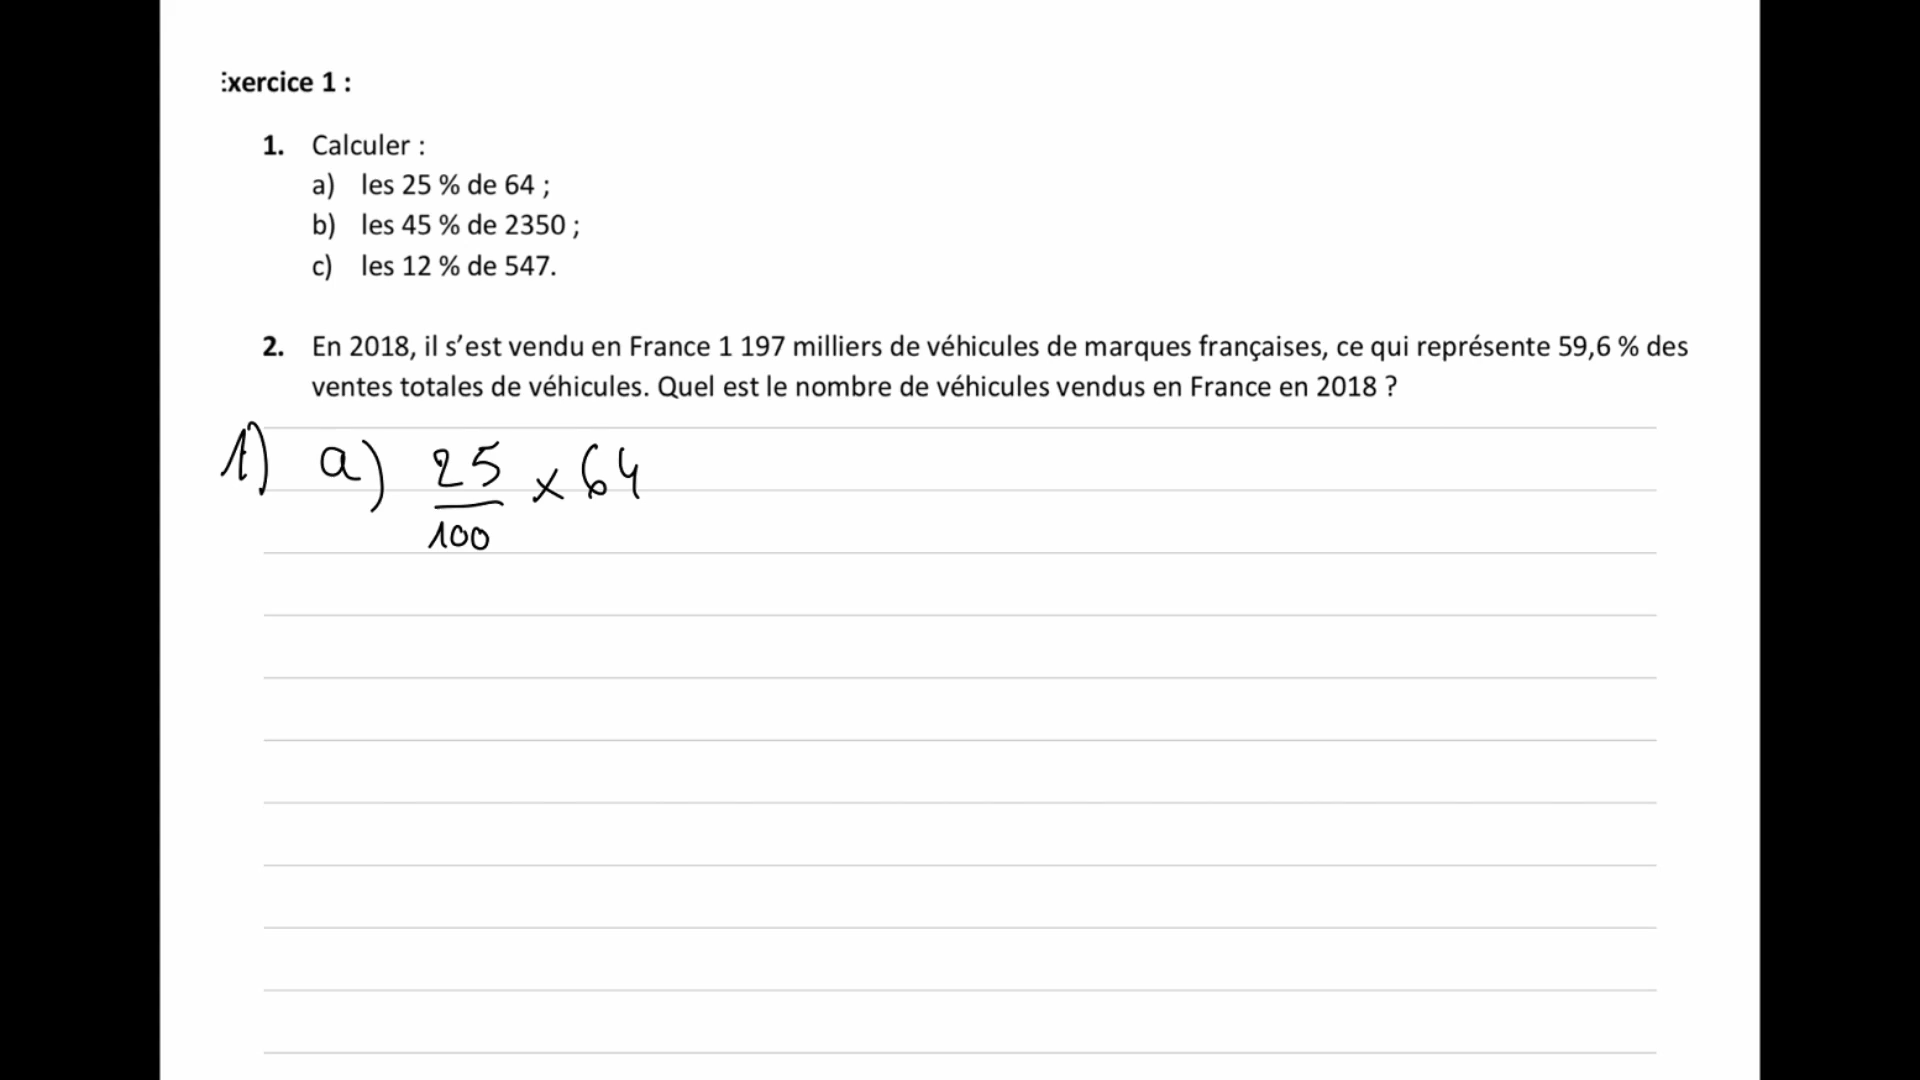 xercice 1 :
1. Calculer :
a) les 25 % de 64 ;
b) les 45 % de 2350 ;
c) les 12 % de 547.
2. En 2018, il s’est vendu en France 1 197 milliers de véhicules de marques françaises, ce qui représente 59,6 % des
ventes totales de véhicules. Quel est le nombre de véhicules vendus en France en 2018 ?
1) a) 25 × 64
100